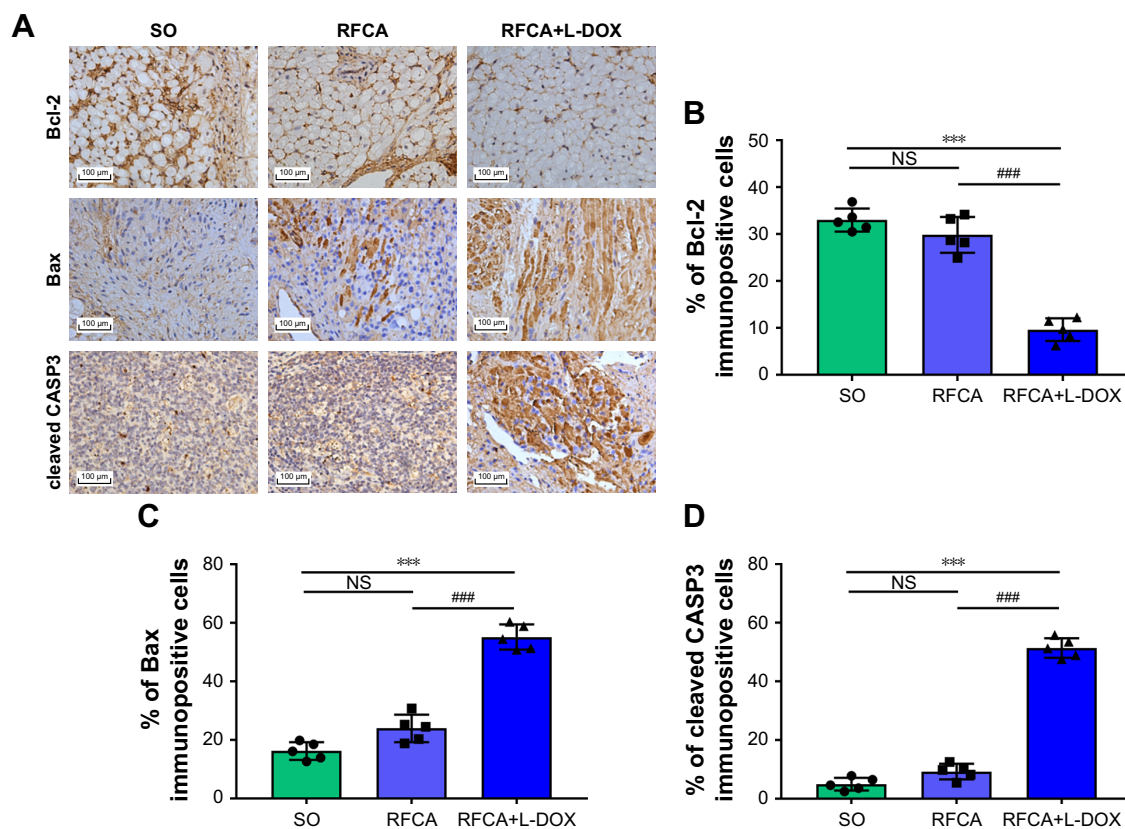 A
SO
RFCA
RFCA+L-DOX
Bcl-2
100 µm
100 µm
100 µm
Bax
100 µm
100 µm
100 µm
cleaved CASP3
100 µm
100 µm
100 µm
B
% of Bcl-2
immunopositive cells
50
40
30
20
10
0
***
NS
###
SO
RFCA
RFCA+L-DOX
C
% of Bax
immunopositive cells
80
60
40
20
0
***
NS
###
SO
RFCA
RFCA+L-DOX
D
% of cleaved CASP3
immunopositive cells
80
60
40
20
0
***
NS
###
SO
RFCA
RFCA+L-DOX